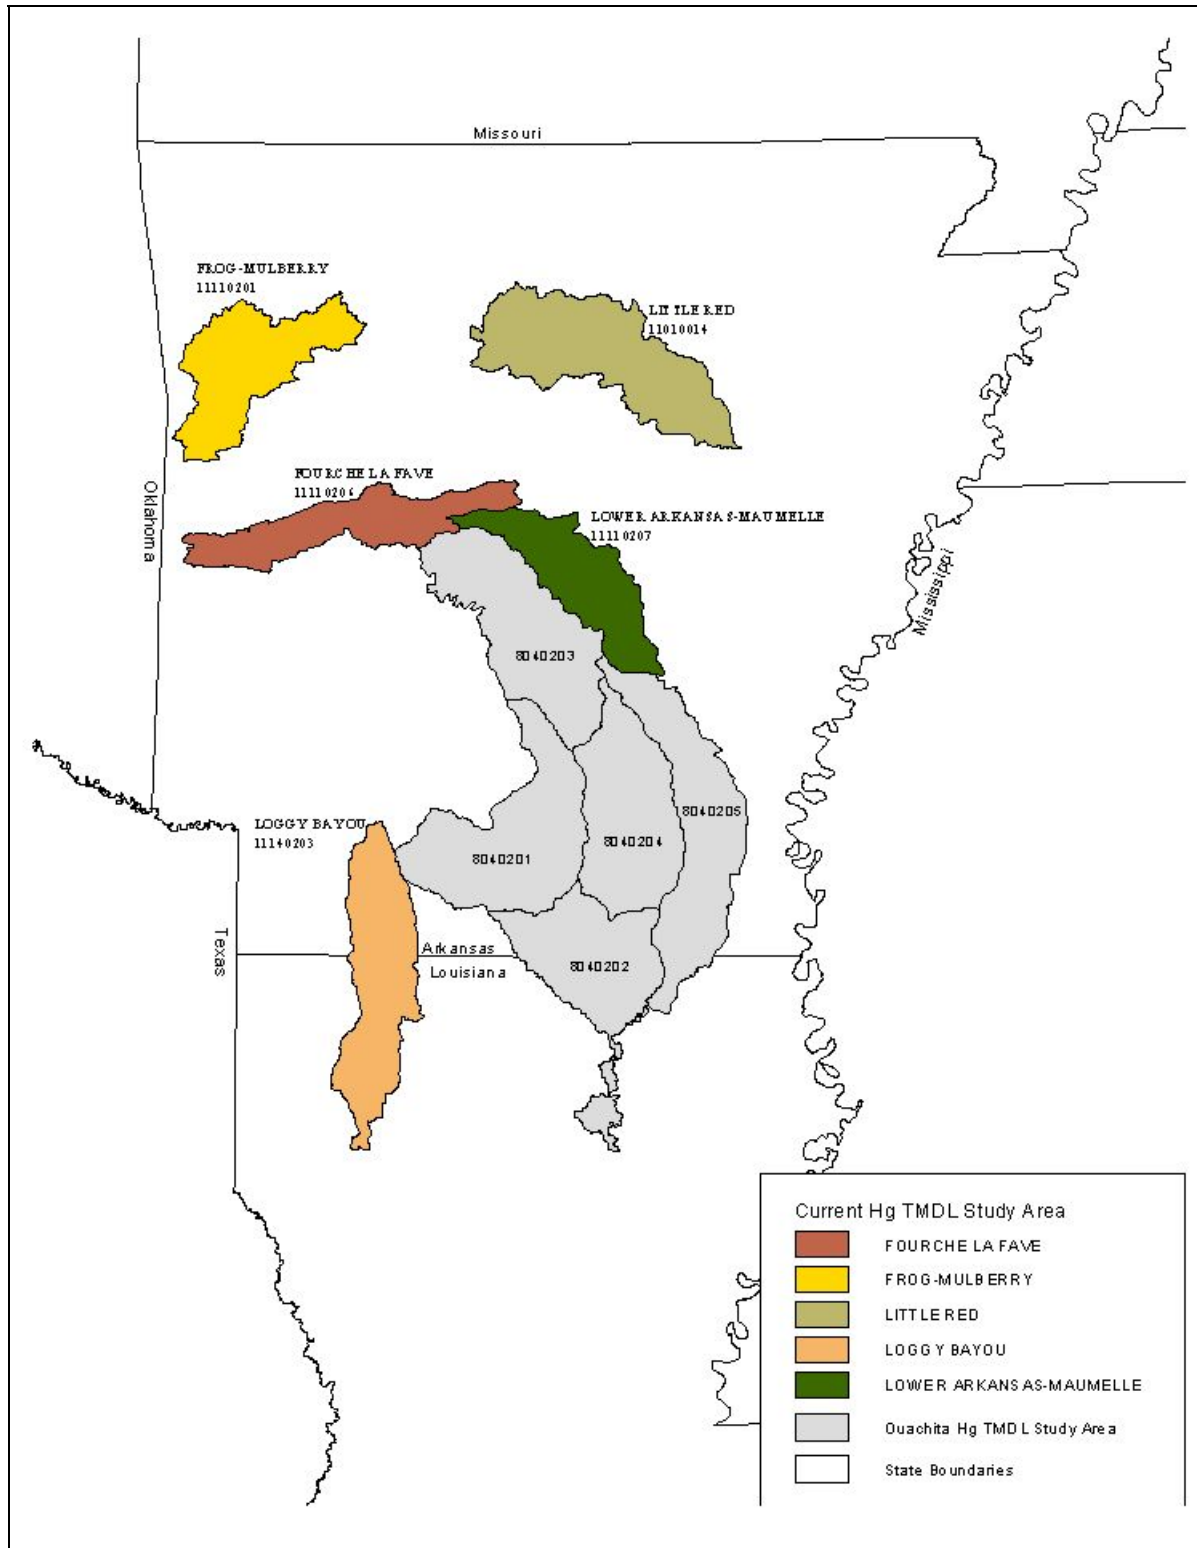 Missouri
FROG-MULBERRY
11110201
LITTLE RED
11010014
Oklahoma
FOURCHE LA FAVE
11110206
LOWER ARKANSAS-MAUMELLE
11110207
Mississippi
8040203
LOGGY BAYOU
11140203
8040201
8040204
8040205
Texas
Arkansas
Louisiana
8040202
Current Hg TMDL Study Area
FOURCHE LA FAVE
FROG-MULBERRY
LITTLE RED
LOGGY BAYOU
LOWER ARKANSAS-MAUMELLE
Ouachita Hg TMDL Study Area
State Boundaries